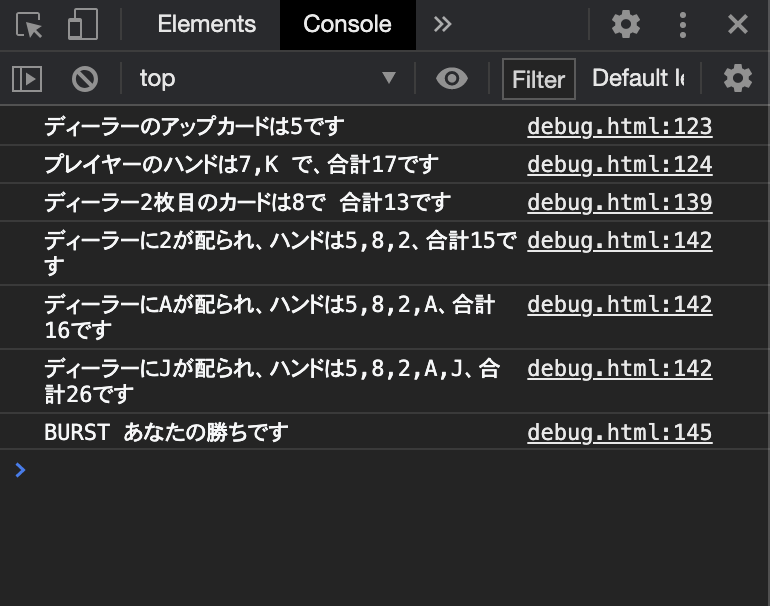 Elements Console
top Filter Default le
ディーラーのアップカードは5です debug.html:123
プレイヤーのハンドは7,K で、合計17です debug.html:124
ディーラー2枚目のカードは8で 合計13です debug.html:139
ディーラーに2が配られ、ハンドは5,8,2、合計15で debug.html:142
す
ディーラーにAが配られ、ハンドは5,8,2,A、合計 debug.html:142
16です
ディーラーにJが配られ、ハンドは5,8,2,A,J、合 debug.html:142
計26です
BURST あなたの勝ちです debug.html:145